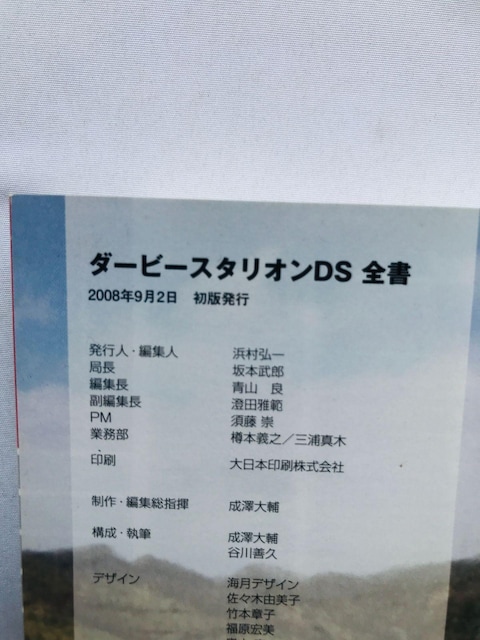 ダービースタリオンDS 全書
2008年9月2日　初版発行
発行人・編集人　浜村弘一
局長　坂本武郎
編集長　青山　良
副編集長　澄田雅範
PM　須藤 崇
業務部　樽本義之／三浦真木
印刷　大日本印刷株式会社
制作・編集総指揮　成澤大輔
構成・執筆　成澤大輔
谷川善久
デザイン　海月デザイン
佐々木由美子
竹本章子
福原宏美